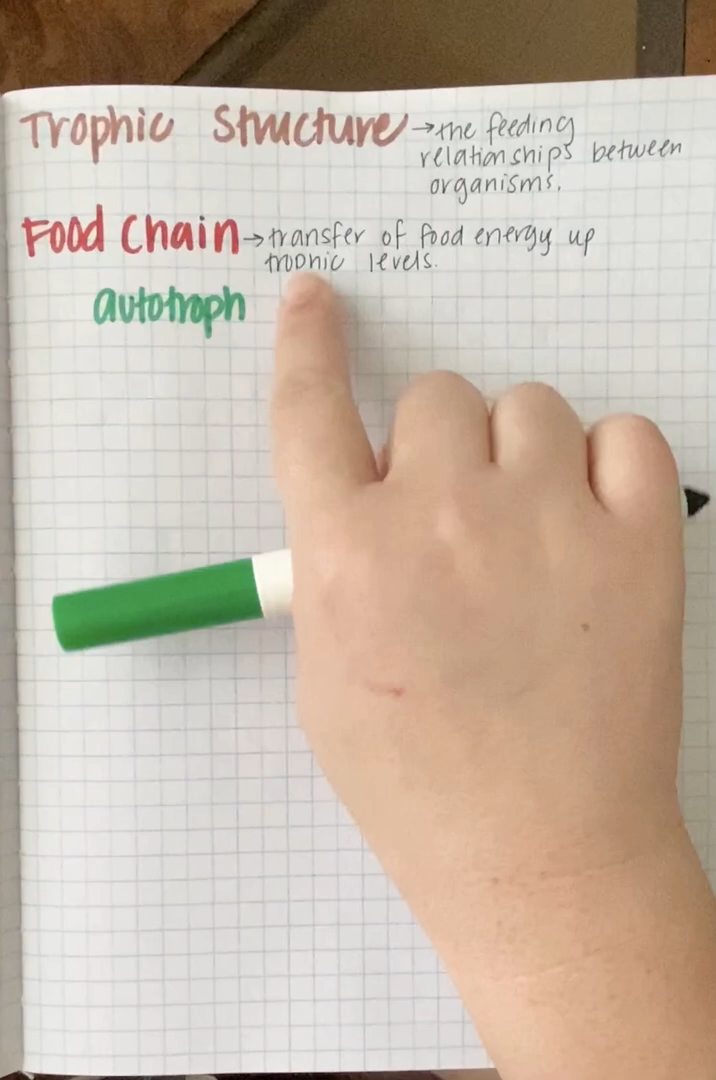 Trophic Structure →the feeding
relationships between
organisms.
Food Chain→transfer of food energy up
trophic levels.
autotroph